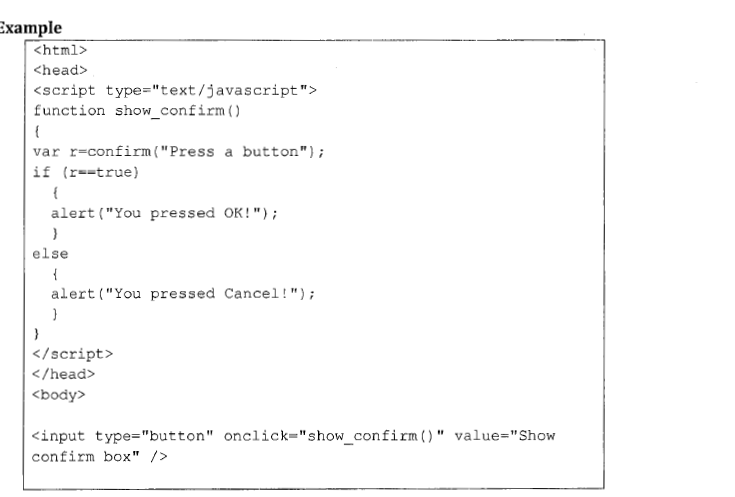 Example
<html>
<head>
<script type="text/javascript">
function show_confirm()
{
var r=confirm("Press a button");
if (r==true)
{
alert("You pressed OK!");
}
else
{
alert("You pressed Cancel!");
}
}
</script>
</head>
<body>
<input type="button" onclick="show_confirm()" value="Show
confirm box" />